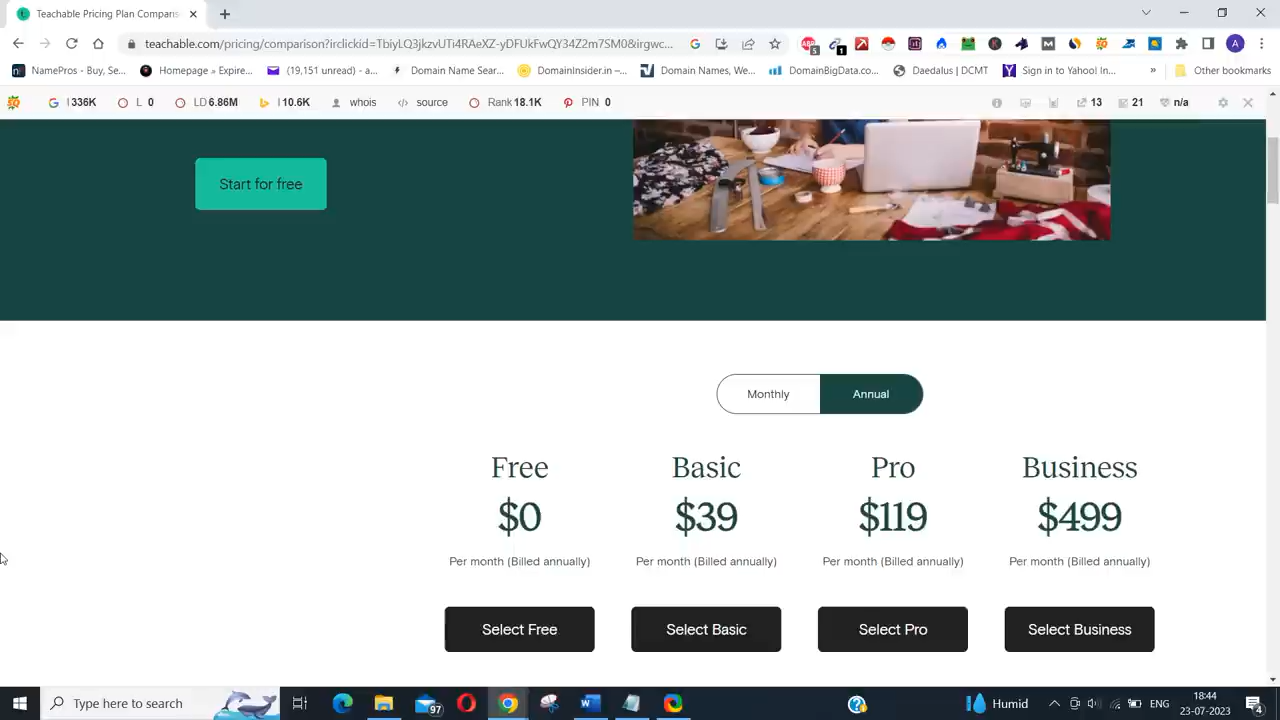 Teachable Pricing Plan Comparis
teachable.com/pricing/comparison?irclickid=TbiyLQ3jkzvUTdRAeXZ-yDFUkFwQY34Z2m7SM0&irgwc...
NamePros - Buy, Se... Homepage » Expire... (19,151 unread) - a... Domain Name Sear... DomainInsider.in –... Domain Names, We... DomainBigData.co... Daedalus | DCMT Sign in to Yahoo! In... » Other bookmarks
I 336K L 0 LD 6.86M I 10.6K whois source Rank 18.1K PIN 0 13 21 n/a
Start for free
Monthly Annual
Free Basic Pro Business
$0 $39 $119 $499
Per month (Billed annually) Per month (Billed annually) Per month (Billed annually) Per month (Billed annually)
Select Free Select Basic Select Pro Select Business
Type here to search 97 Humid ENG 18:44
23-07-2023 4